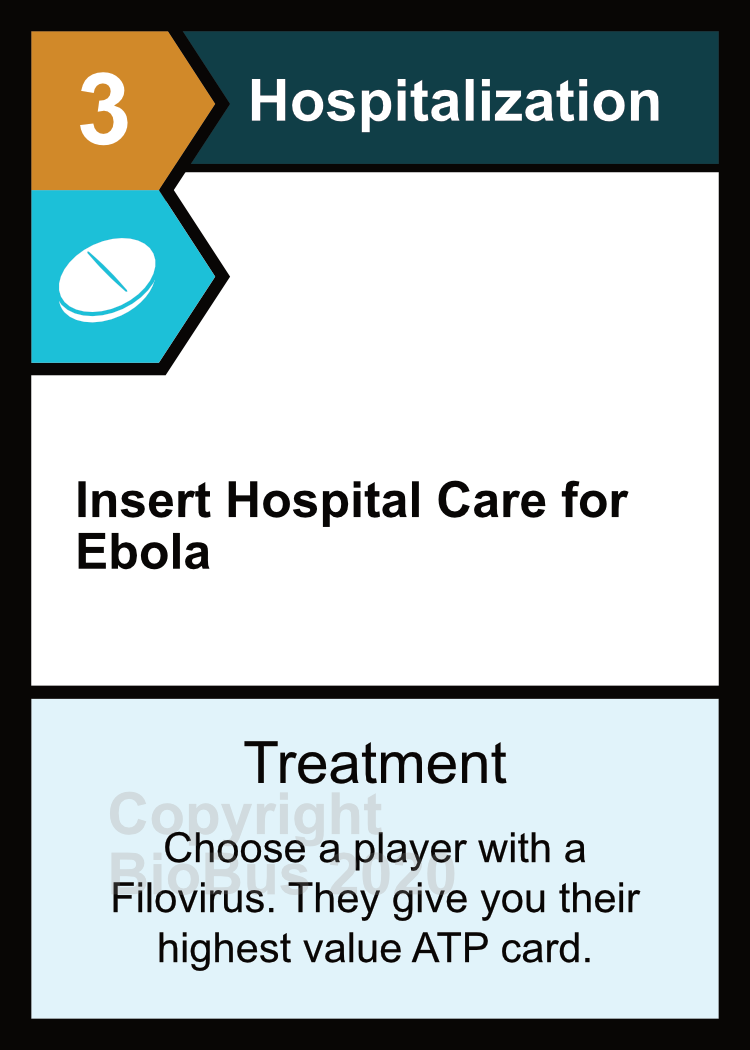 3
Hospitalization
Insert Hospital Care for
Ebola
Treatment
Copyright
BioBus 2020
Choose a player with a
Filovirus. They give you their
highest value ATP card.